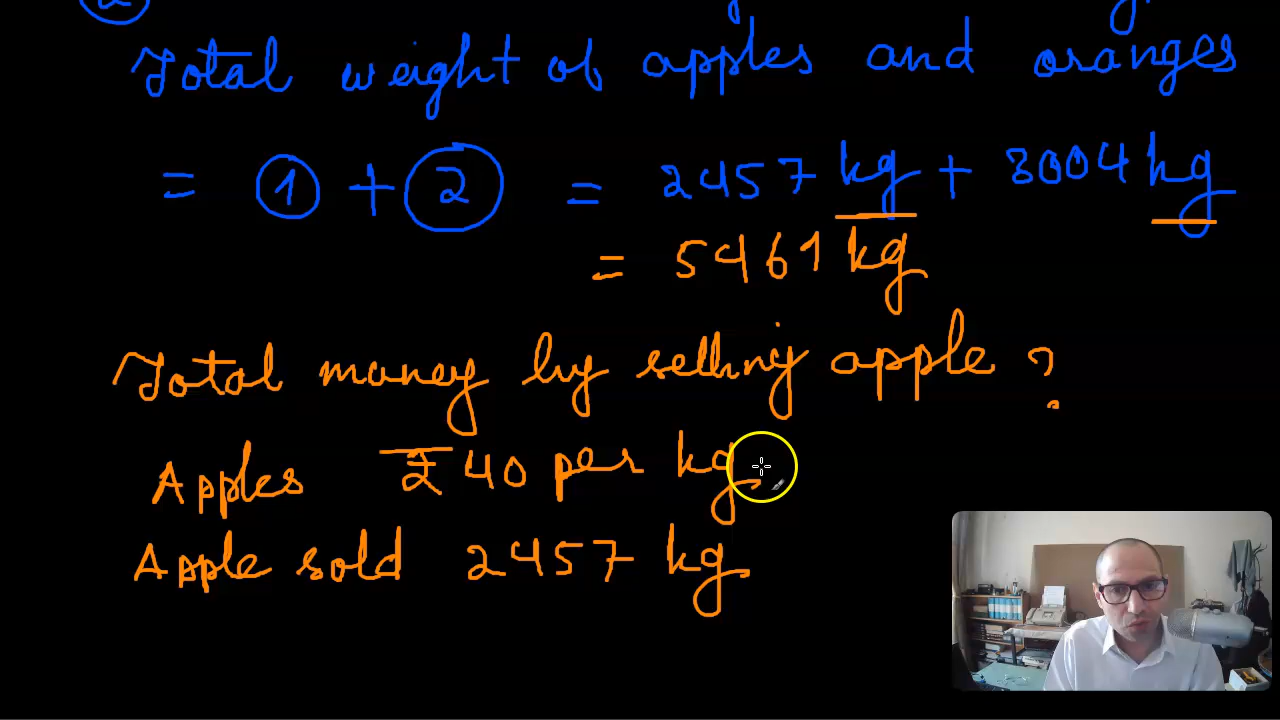 2
Total weight of apples and oranges
= 1 + 2 = 2457 kg + 3004 kg
= 5461 kg
Total money by selling apple ?
Apples ₹ 40 per kg.
Apple sold 2457 kg